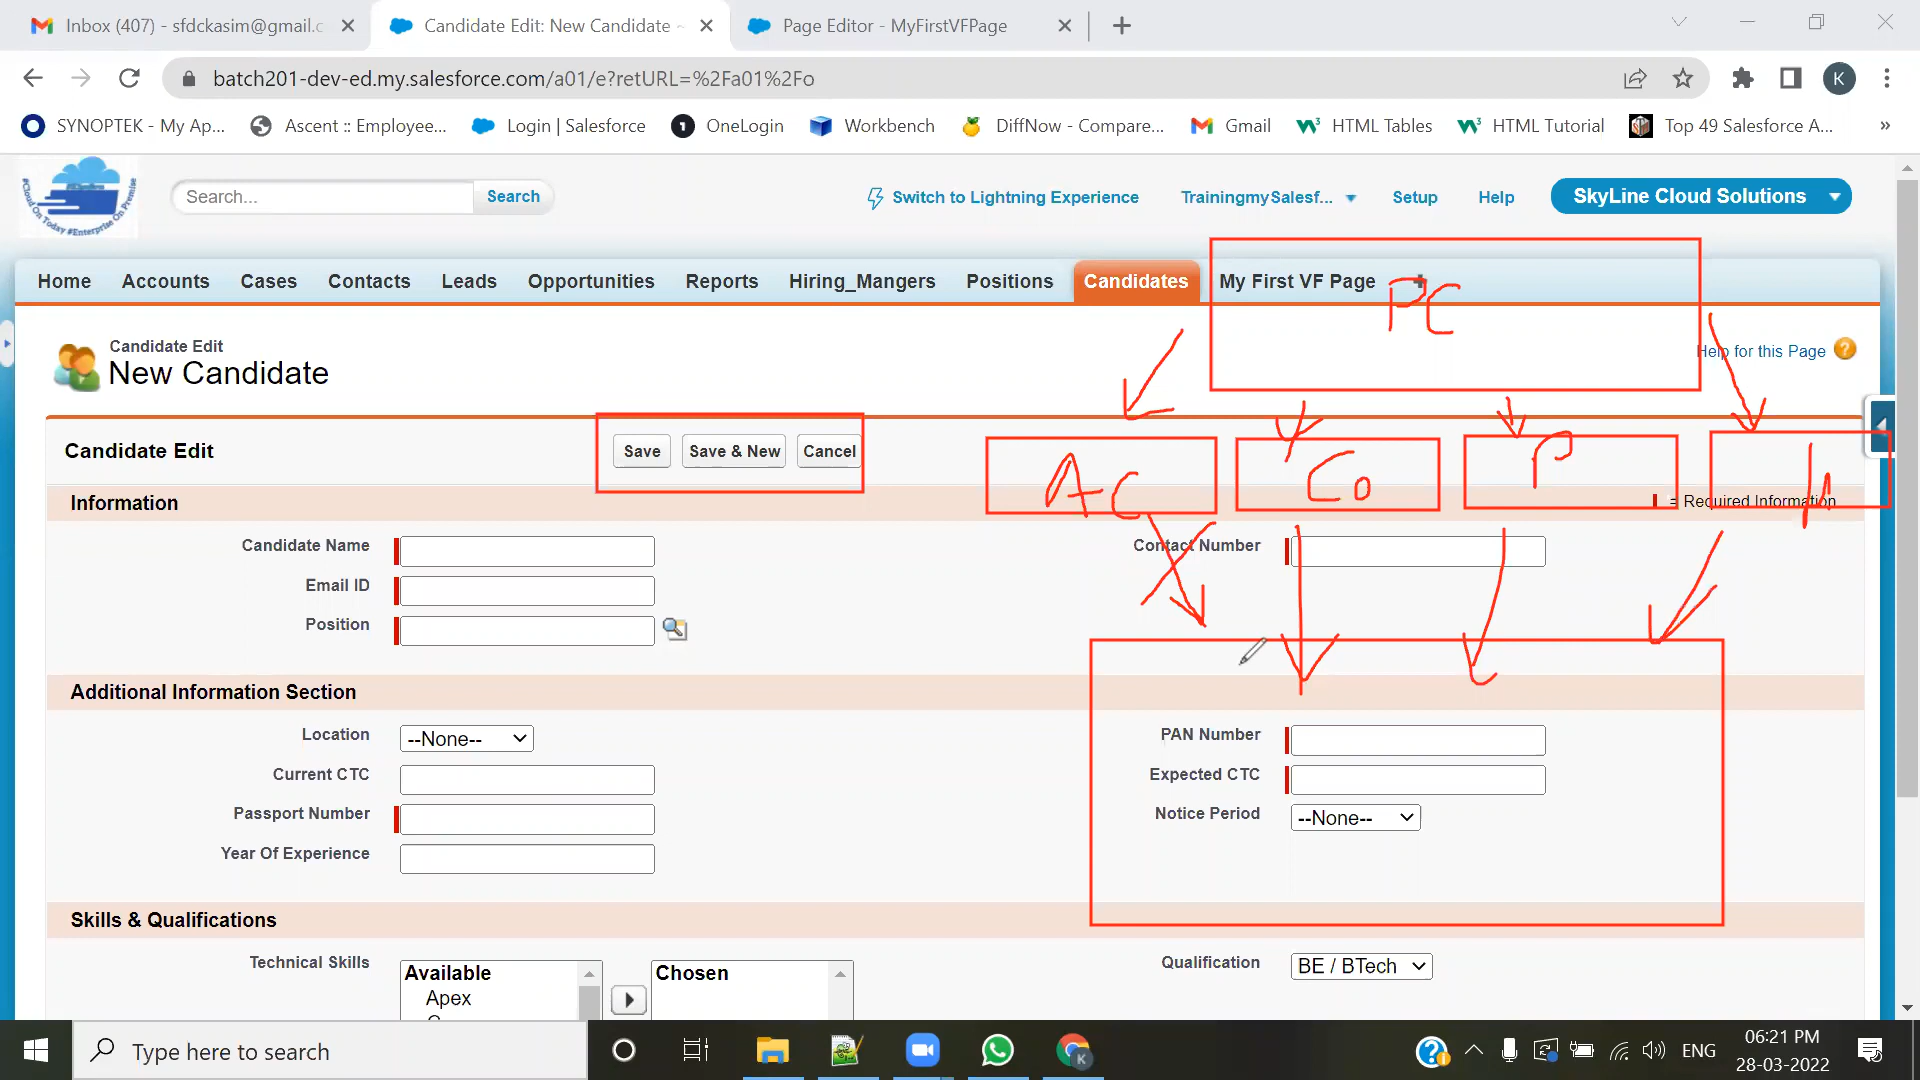 Inbox (407) - sfdckasim@gmail.c
Candidate Edit: New Candidate ~
Page Editor - MyFirstVFPage
batch201-dev-ed.my.salesforce.com/a01/e?retURL=%2Fa01%2Fo
K
SYNOPTEK - My Ap...
Ascent :: Employee...
Login | Salesforce
OneLogin
Workbench
DiffNow - Compare...
Gmail
HTML Tables
HTML Tutorial
Top 49 Salesforce A...
»
#Cloud On Today #Enterprise On Premise
Search...
Search
Switch to Lightning Experience
TrainingmySalesf...
Setup
Help
SkyLine Cloud Solutions
Home
Accounts
Cases
Contacts
Leads
Opportunities
Reports
Hiring_Mangers
Positions
Candidates
My First VF Page
+
PC
Candidate Edit
New Candidate
Help for this Page
Candidate Edit
Save
Save & New
Cancel
Ac
Co
P
Information
= Required Information
Candidate Name
Contact Number
Email ID
Position
Additional Information Section
Location
--None--
PAN Number
Current CTC
Expected CTC
Passport Number
Notice Period
--None--
Year Of Experience
Skills & Qualifications
Technical Skills
Available
Apex
Chosen
Qualification
BE / BTech
Type here to search
ENG
06:21 PM
28-03-2022